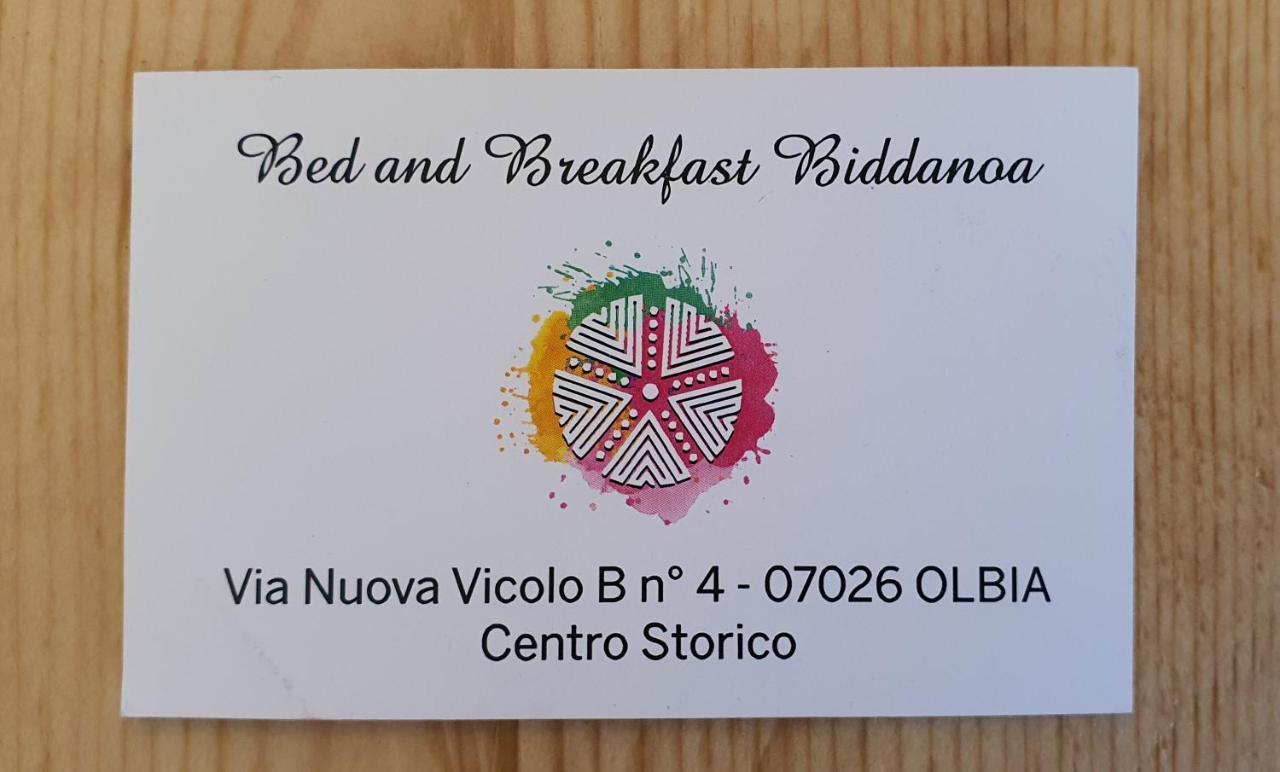 Bed and Breakfast Biddanoa
Via Nuova Vicolo B n° 4 - 07026 OLBIA
Centro Storico